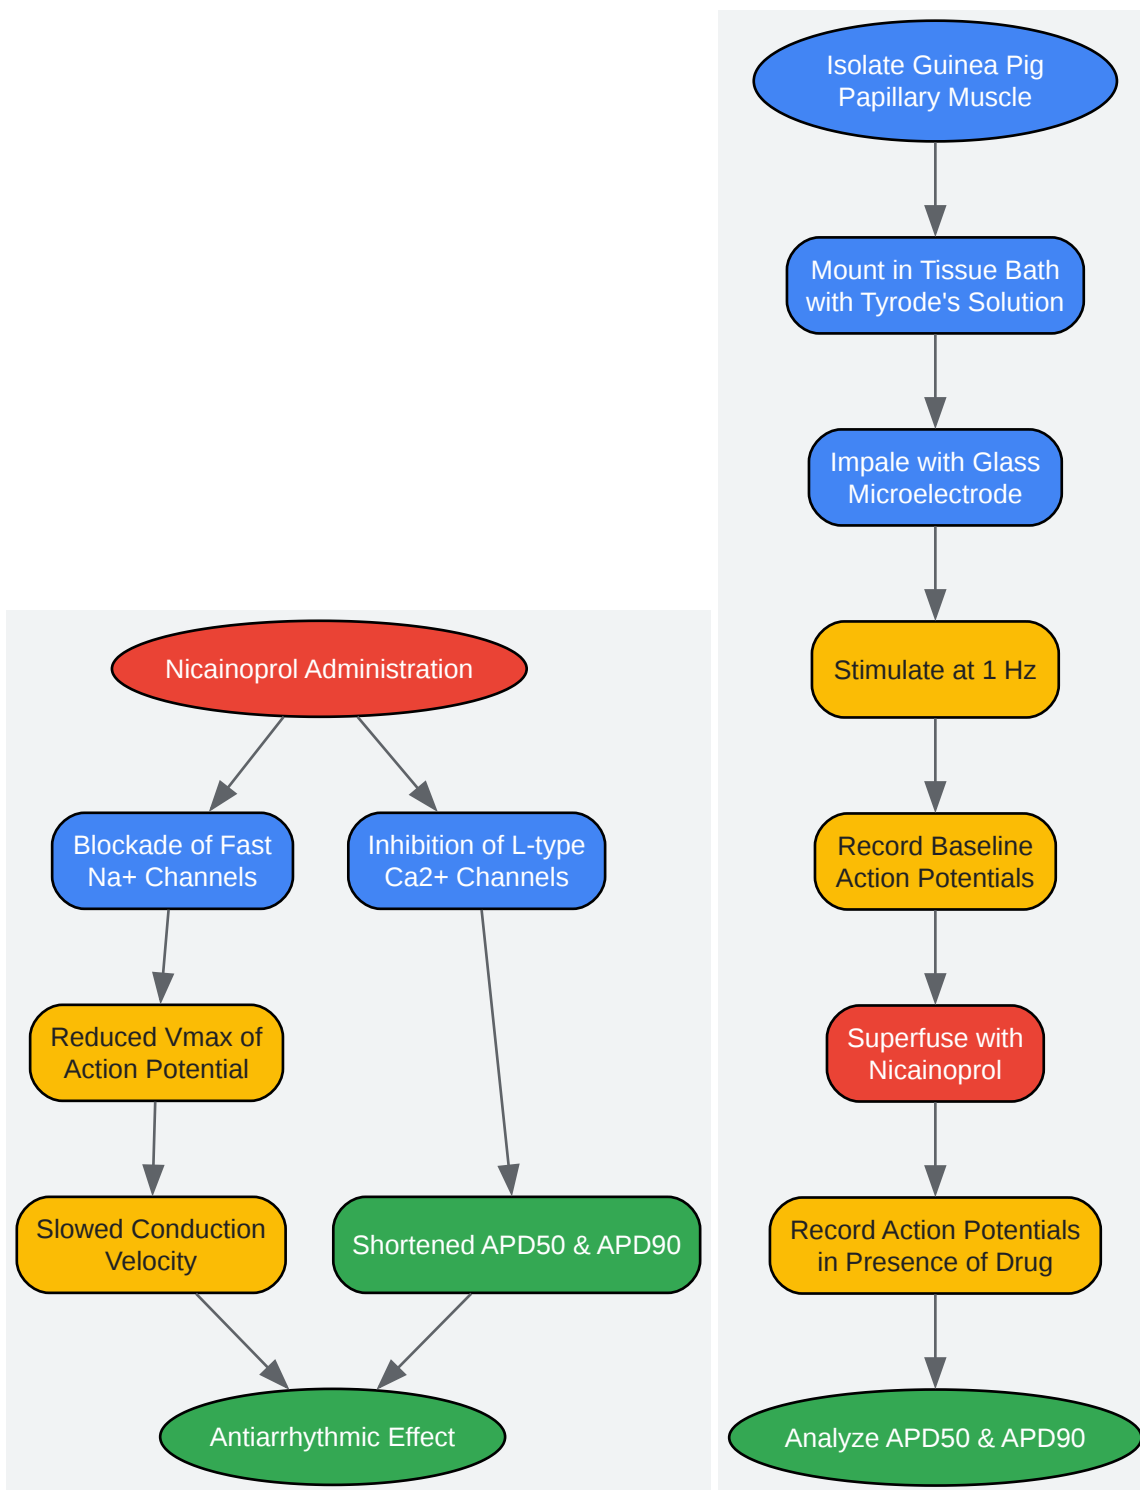 Nicainoprol Administration
Blockade of Fast
Na+ Channels
Inhibition of L-type
Ca2+ Channels
Reduced Vmax of
Action Potential
Slowed Conduction
Velocity
Shortened APD50 & APD90
Antiarrhythmic Effect
Isolate Guinea Pig
Papillary Muscle
Mount in Tissue Bath
with Tyrode's Solution
Impale with Glass
Microelectrode
Stimulate at 1 Hz
Record Baseline
Action Potentials
Superfuse with
Nicainoprol
Record Action Potentials
in Presence of Drug
Analyze APD50 & APD90